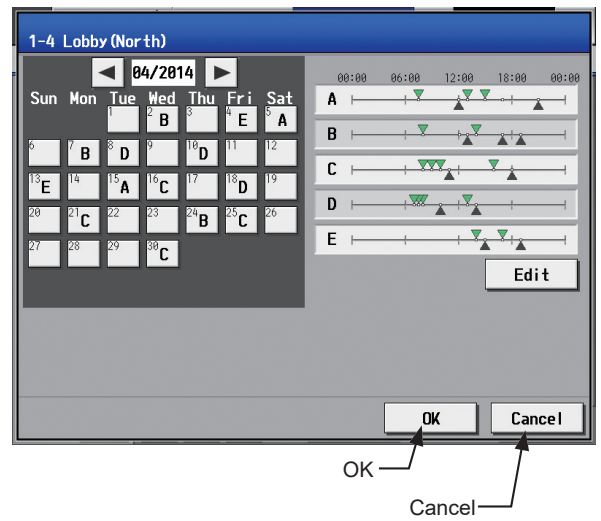 1-4 Lobby(North)
04/2014
Sun Mon Tue Wed Thu Fri Sat
1 2 B 3 4 E 5 A
6 7 B 8 D 9 10 D 11 12
13 E 14 15 A 16 C 17 18 D 19
20 21 C 22 23 24 B 25 C 26
27 28 29 30 C
00:00 06:00 12:00 18:00 00:00
A
B
C
D
E
Edit
OK Cancel
OK
Cancel